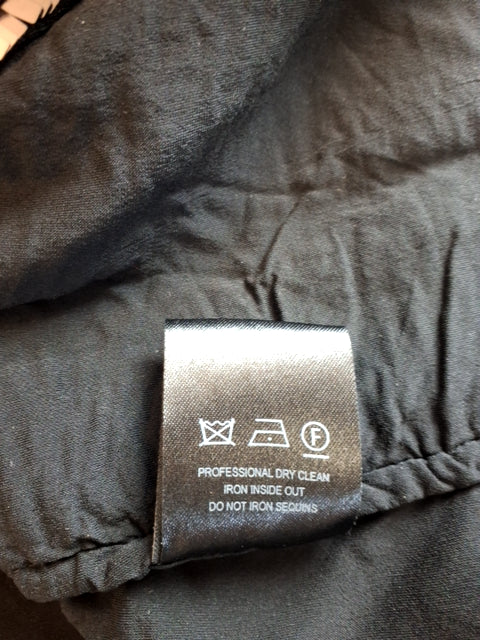 F
PROFESSIONAL DRY CLEAN
IRON INSIDE OUT
DO NOT IRON SEQUINS